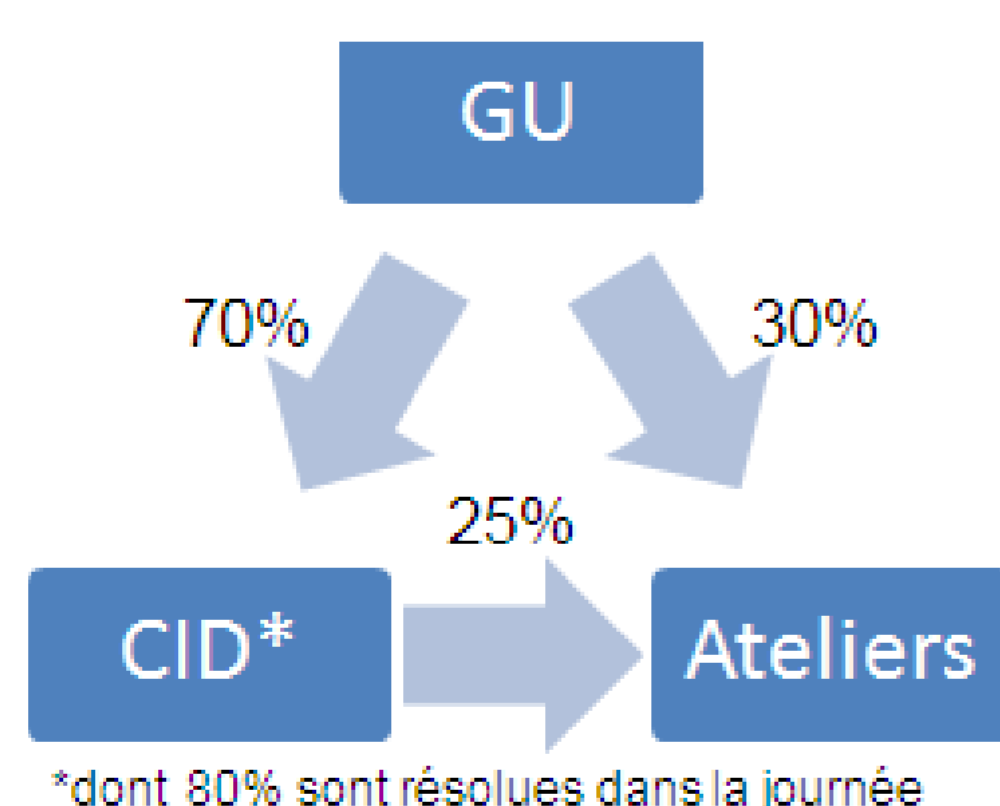 GU
70%
30%
25%
CID*
Ateliers
*dont 80% sont résolues dans la journée